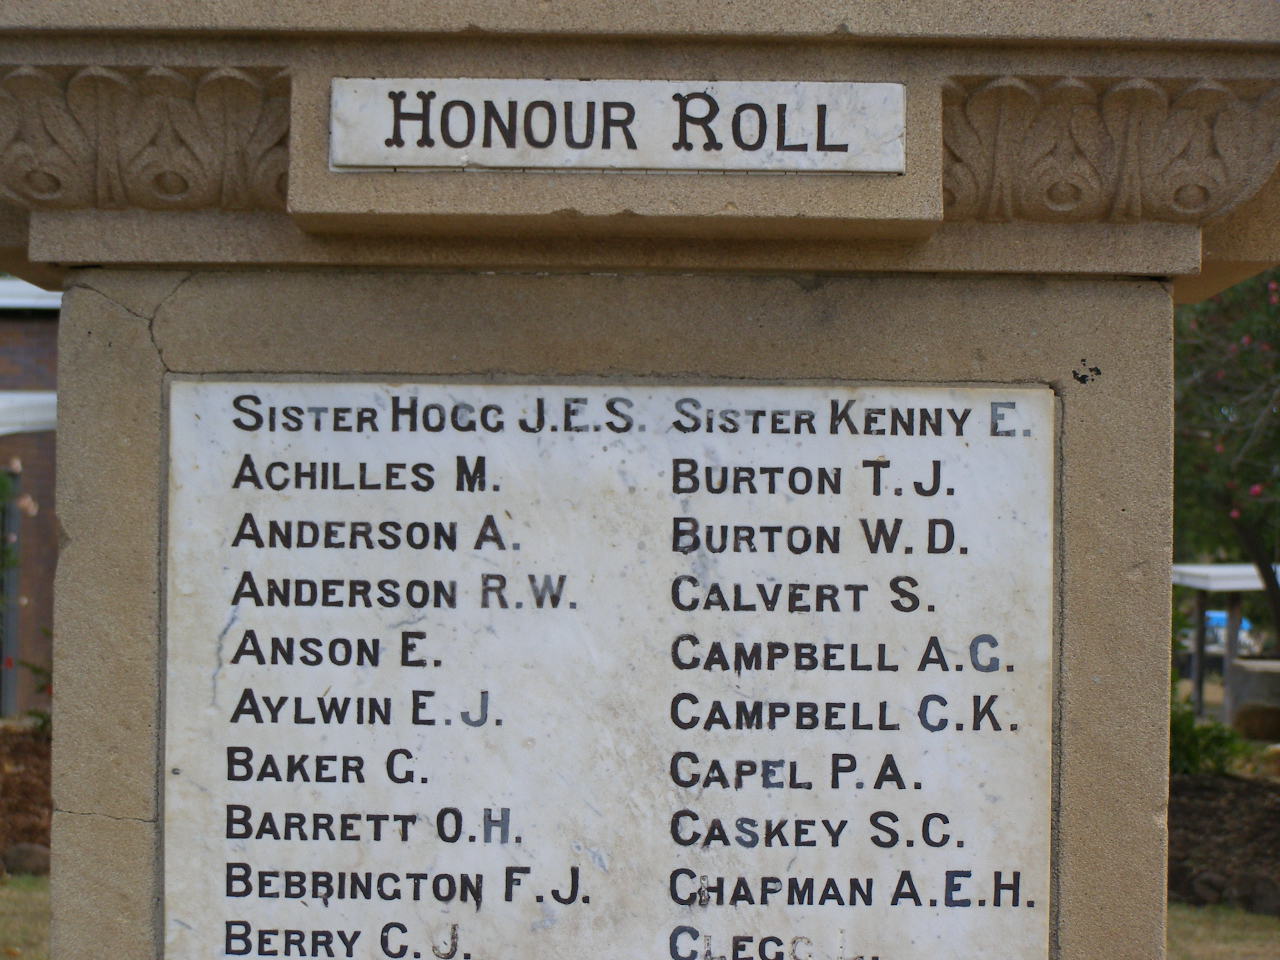 HONOUR ROLL
SISTER HOGG J.E.S.
ACHILLES M.
ANDERSON A.
ANDERSON R.W.
ANSON E.
AYLWIN E.J.
BAKER G.
BARRETT O.H.
BEBBINGTON F.J.
BERRY C.J.
SISTER KENNY E.
BURTON T.J.
BURTON W.D.
CALVERT S.
CAMPBELL A.G.
CAMPBELL C.K.
CAPEL P.A.
CASKEY S.C.
CHAPMAN A.E.H.
CLEGG L.